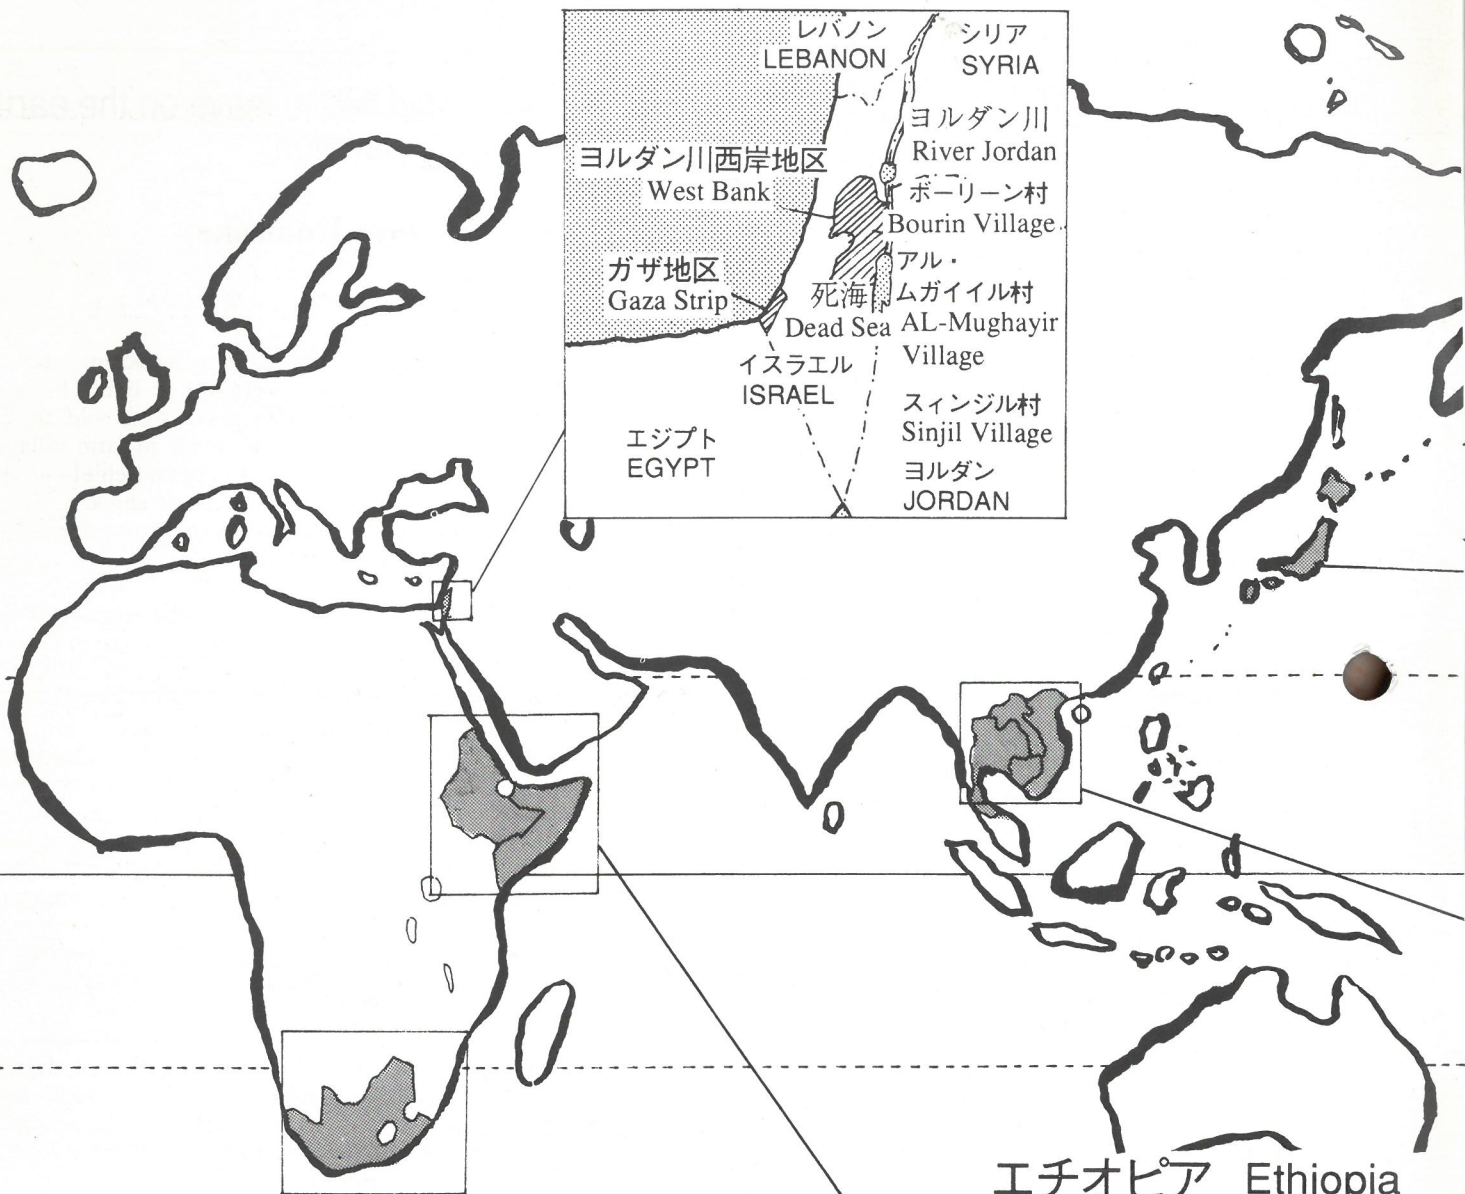 レバノン
LEBANON
シリア
SYRIA
ヨルダン川
River Jordan
ヨルダン川西岸地区
West Bank
ボーリーン村
Bourin Village
ガザ地区
Gaza Strip
アル・
ムガイイル村
AL-Mughayir
Village
死海
Dead Sea
イスラエル
ISRAEL
スィンジル村
Sinjil Village
エジプト
EGYPT
ヨルダン
JORDAN
エチオピア Ethiopia